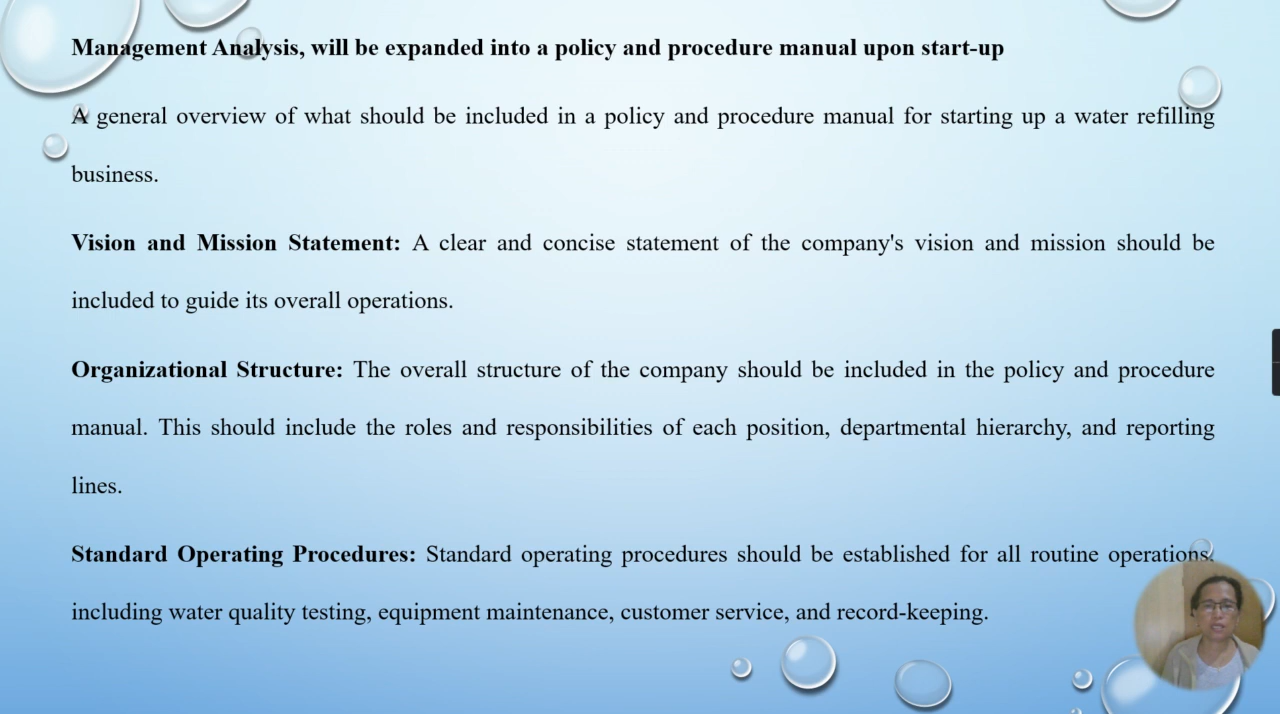 Management Analysis, will be expanded into a policy and procedure manual upon start-up
A general overview of what should be included in a policy and procedure manual for starting up a water refilling
business.
Vision and Mission Statement: A clear and concise statement of the company's vision and mission should be
included to guide its overall operations.
Organizational Structure: The overall structure of the company should be included in the policy and procedure
manual. This should include the roles and responsibilities of each position, departmental hierarchy, and reporting
lines.
Standard Operating Procedures: Standard operating procedures should be established for all routine operations,
including water quality testing, equipment maintenance, customer service, and record-keeping.